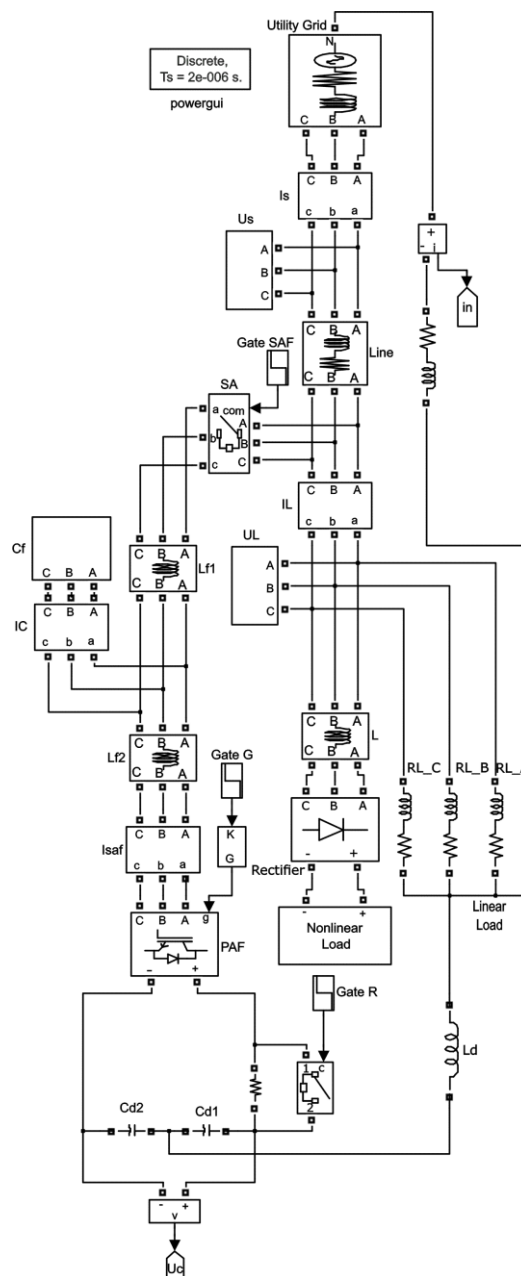 Utility Grid
N
Discrete,
Ts = 2e-006 s.
powergui
C B A
C B A
Is
c b a
Us
+
A
- i
B
in
C
C B A
Gate SAF
Line
C B A
SA
a com
A
b
B
c
C
C B A
IL
c b a
Cf
C B A
UL
C B A
Lf1
A
C B A
B
C B A
IC
C
c b a
C B A
L
C B A
Lf2
C B A
Gate G
C B A
RL_C
RL_B
RL_A
C B A
Isaf
K
c b a
G
- +
Rectifier
C B A g
- +
Nonlinear
Load
Linear
Load
PAF
- +
Gate R
1 c
2
Ld
Cd2
Cd1
- +
v
Uc